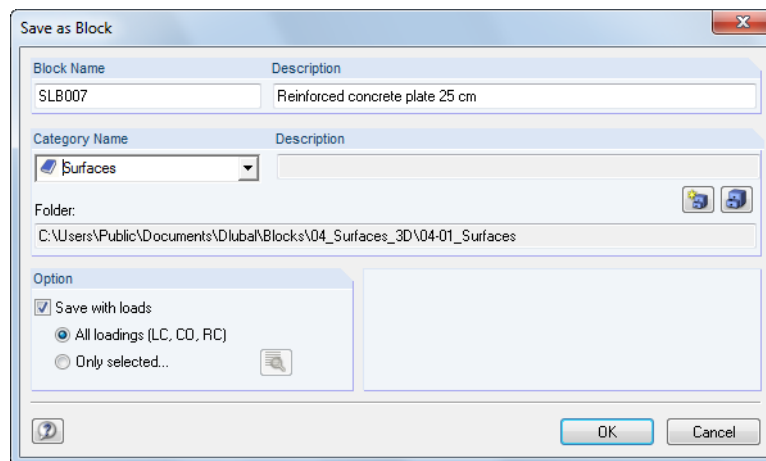 Save as Block
Block Name Description
SLB007 Reinforced concrete plate 25 cm
Category Name Description
Surfaces
Folder:
C:\Users\Public\Documents\Dlubal\Blocks\04_Surfaces_3D\04-01_Surfaces
Option
Save with loads
All loadings (LC, CO, RC)
Only selected...
OK Cancel